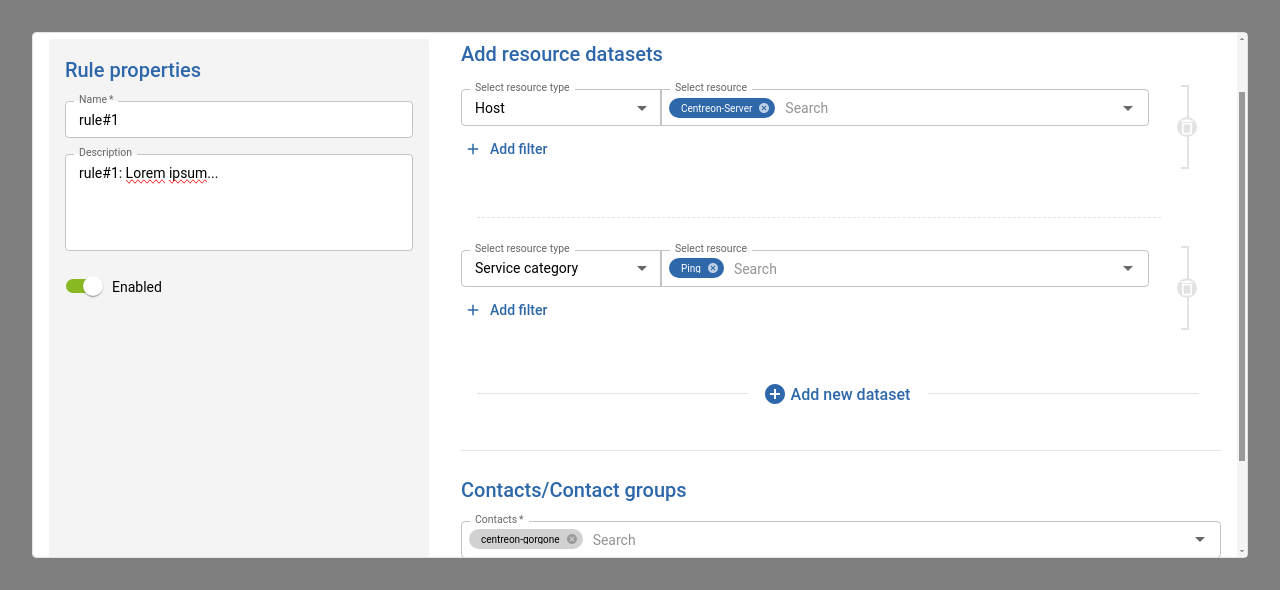 Rule properties
Name *
rule#1
Description
rule#1: Lorem ipsum...
Enabled
Add resource datasets
Select resource type
Select resource
Host
Centreon-Server
Search
Add filter
Select resource type
Select resource
Service category
Ping
Search
Add filter
Add new dataset
Contacts/Contact groups
Contacts *
centreon-gorgone
Search